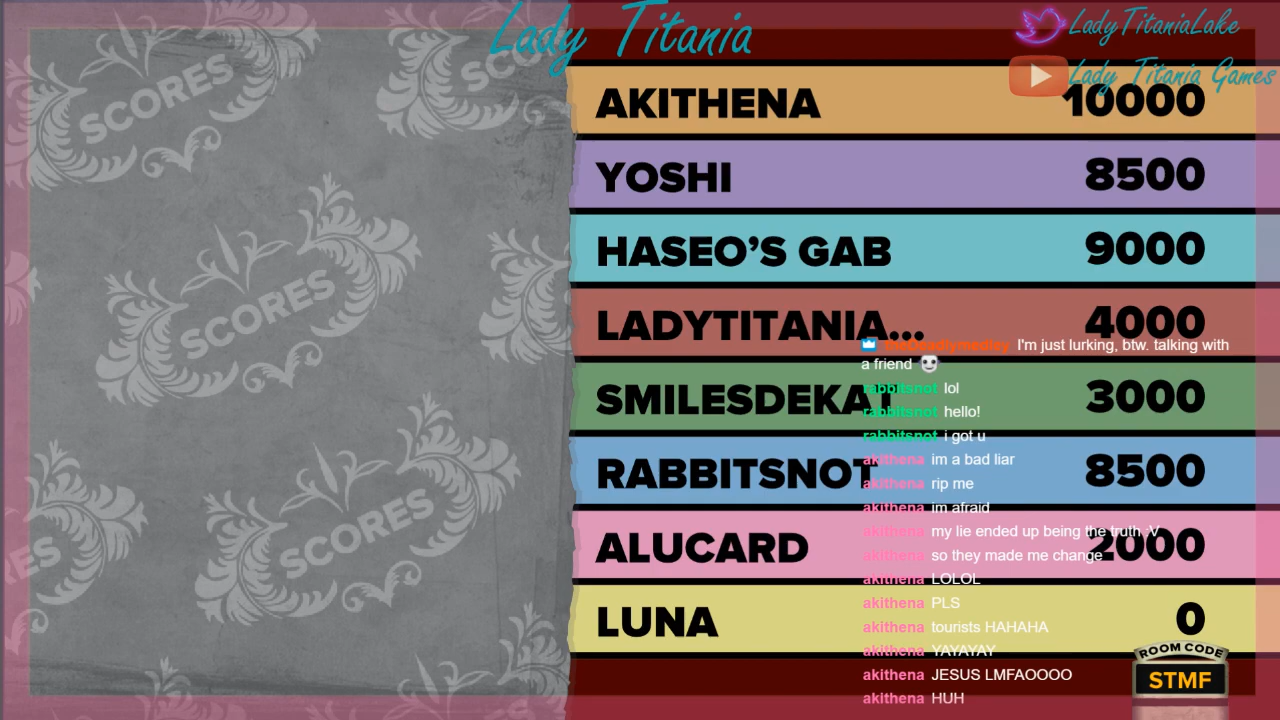 Lady Titania
LadyTitaniaLake
Lady Titania Games
SCORES
SCORES
SCORES
AKITHENA 10000
YOSHI 8500
HASEO'S GAB 9000
LADYTITANIA... 4000
SMILESDEKAT 3000
RABBITSNOT 8500
ALUCARD 2000
LUNA 0
theDeadlymedley I'm just lurking, btw. talking with
a friend
rabbitsnot lol
rabbitsnot hello!
rabbitsnot i got u
akithena im a bad liar
akithena rip me
akithena im afraid
akithena my lie ended up being the truth :V
akithena so they made me change
akithena LOLOL
akithena PLS
akithena tourists HAHAHA
akithena YAYAYAY
akithena JESUS LMFAOOOO
akithena HUH
ROOM CODE
STMF